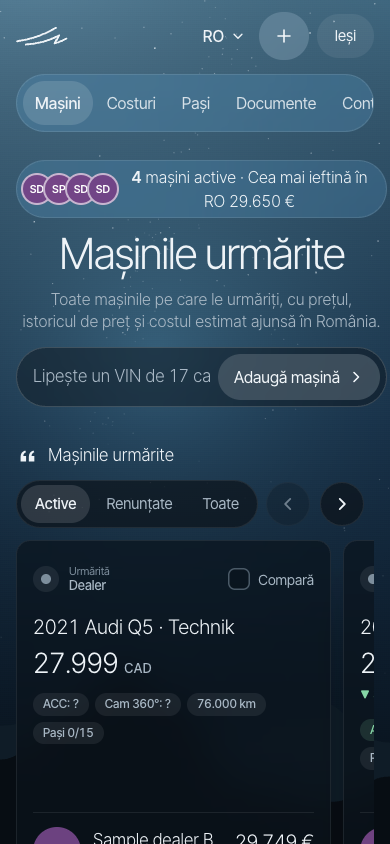 RO
Ieși
Mașini Costuri Pași Documente Cont
SD SP SD SD
4 mașini active · Cea mai ieftină în
RO 29.650 €
Mașinile urmărite
Toate mașinile pe care le urmăriți, cu prețul,
istoricul de preț și costul estimat ajunsă în România.
Lipește un VIN de 17 ca Adaugă mașină
Mașinile urmărite
Active Renunțate Toate
Urmărită
Dealer
Compară
2021 Audi Q5 · Technik
27.999 CAD
ACC: ? Cam 360°: ? 76.000 km
Pași 0/15
Sample dealer B 29.749 €